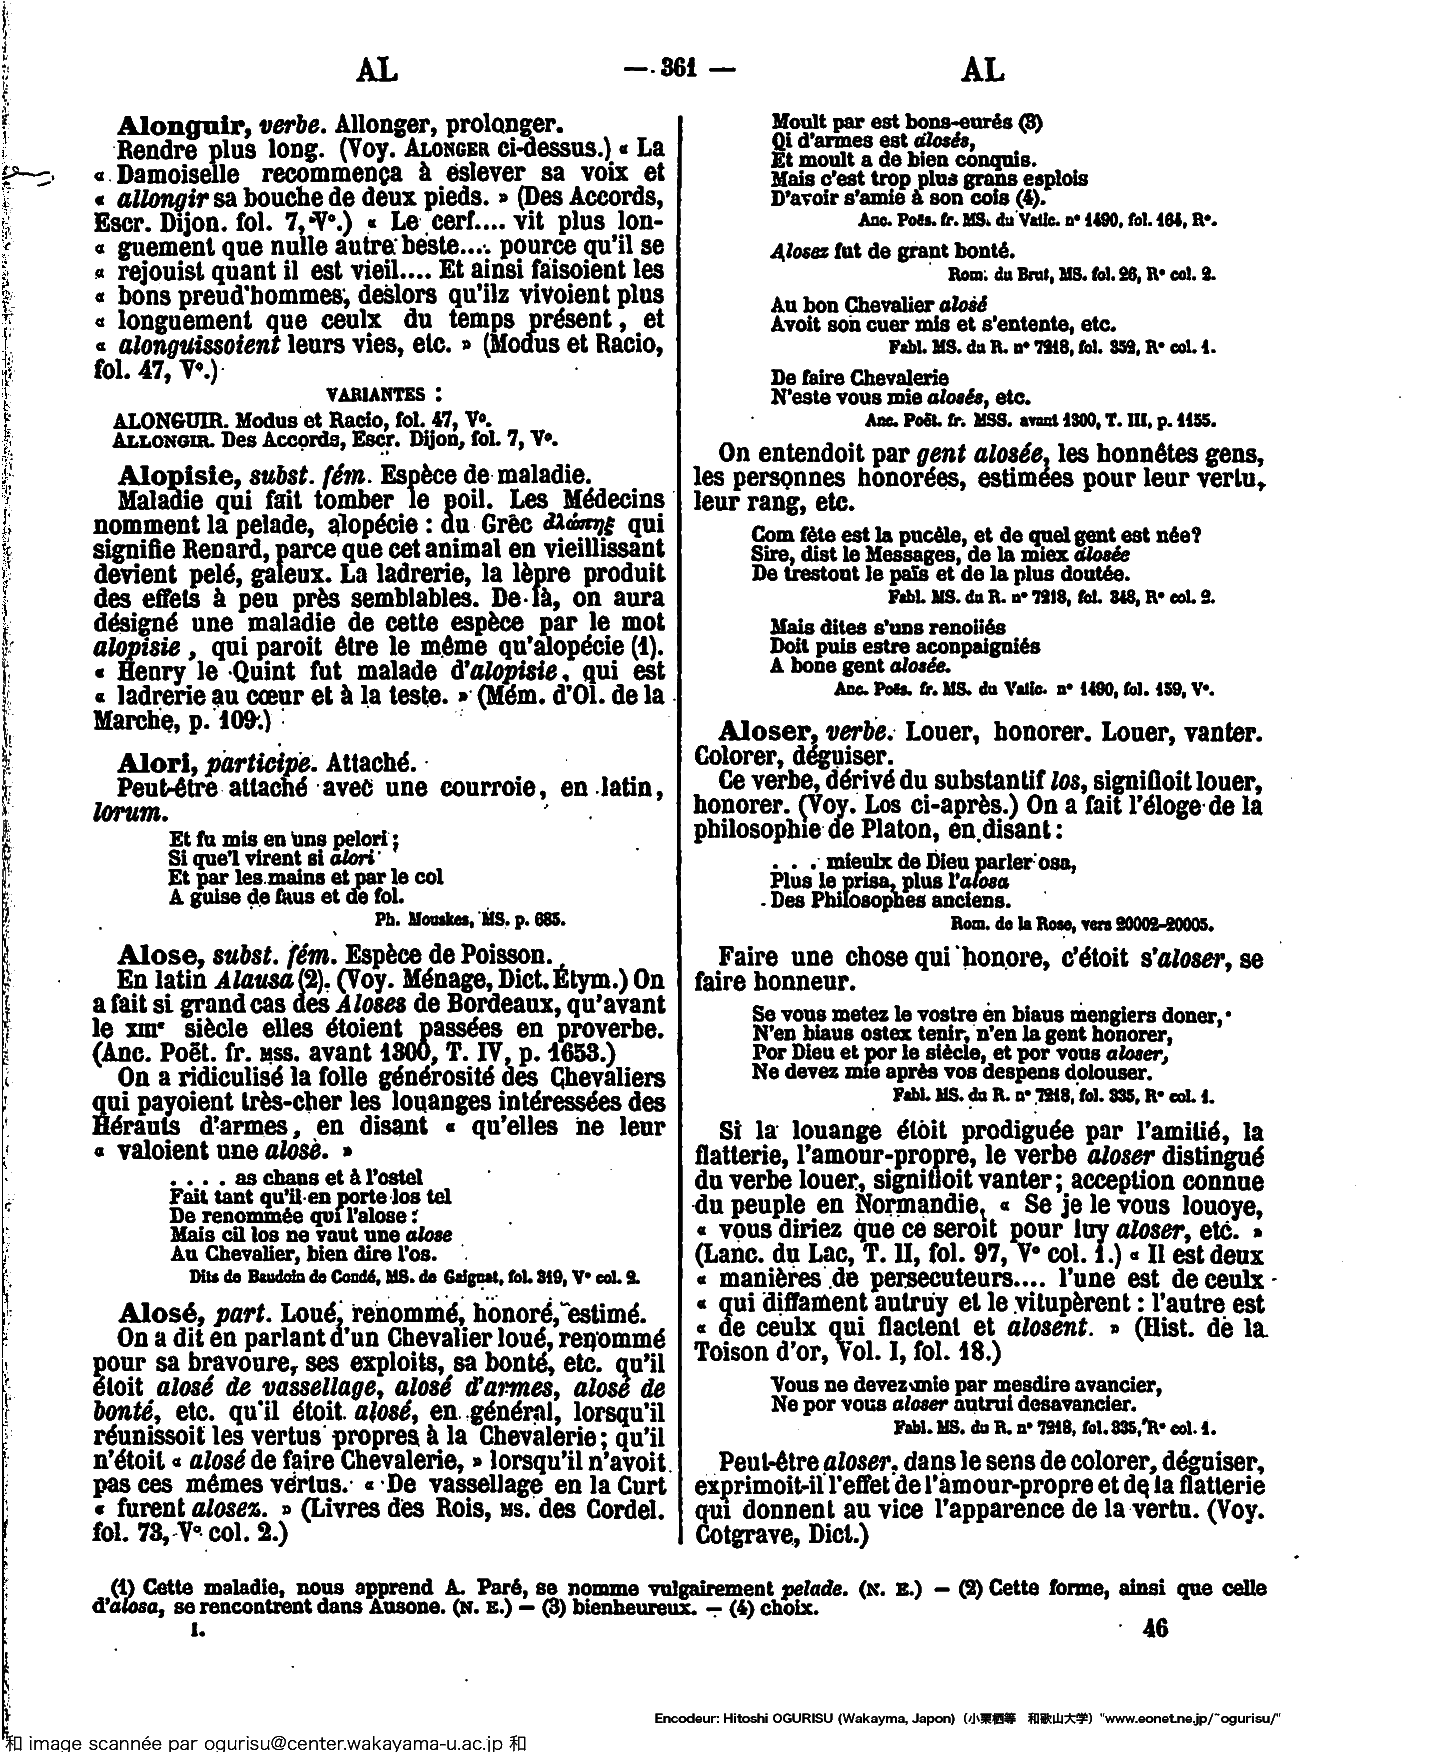 AL
— 361 —
AL
Alonguir, verbe. Allonger, prolonger.
Rendre plus long. (Voy. ALONGER ci-dessus.) « La
« Damoiselle recommença à eslever sa voix et
« allongir sa bouche de deux pieds. » (Des Accords,
Escr. Dijon. fol. 7, Vº.) « Le cerf.... vit plus lon-
« guement que nulle autre beste.... pource qu'il se
« rejouist quant il est vieil.... Et ainsi faisoient les
« bons preud'hommes, deslors qu'ilz vivoient plus
« longuement que ceulx du temps présent, et
« alonguissoient leurs vies, etc. » (Modus et Racio,
fol. 47, Vº.)
VARIANTES :
ALONGUIR. Modus et Racio, fol. 47, Vº.
ALLONGIR. Des Accords, Escr. Dijon, fol. 7, Vº.
Alopisie, subst. fém. Espèce de maladie.
Maladie qui fait tomber le poil. Les Médecins
nomment la pelade, alopécie : du Grèc ἀλώπηξ qui
signifie Renard, parce que cet animal en vieillissant
devient pelé, galeux. La ladrerie, la lèpre produit
des effets à peu près semblables. De là, on aura
désigné une maladie de cette espèce par le mot
alopisie, qui paroit être le même qu'alopécie (1).
« Henry le Quint fut malade d'alopisie, qui est
« ladrerie au cœur et à la teste. » (Mém. d'Ol. de la
Marche, p. 109.)
Alori, participe. Attaché.
Peut-être attaché avec une courroie, en latin,
lorum.
Et fu mis en uns pelori ;
Si que'l virent si alori
Et par les mains et par le col
A guise de faus et de fol.
Ph. Mouskes, MS. p. 685.
Alose, subst. fém. Espèce de Poisson.
En latin Alausa (2). (Voy. Ménage, Dict. Étym.) On
a fait si grand cas des Aloses de Bordeaux, qu'avant
le XIIIe siècle elles étoient passées en proverbe.
(Anc. Poët. fr. MSS. avant 1300, T. IV, p. 1653.)
On a ridiculisé la folle générosité des Chevaliers
qui payoient très-cher les louanges intéressées des
Hérauts d'armes, en disant « qu'elles ne leur
« valoient une alose. »
. . . . as chans et à l'ostel
Fait tant qu'il en porte los tel
De renommée qui l'alose :
Mais cil los ne vaut une alose
Au Chevalier, bien dire l'os.
Dits de Baudoin de Condé, MS. de Gaignat, fol. 319, Vº col. 2.
Alosé, part. Loué, renommé, honoré, estimé.
On a dit en parlant d'un Chevalier loué, renommé
pour sa bravoure, ses exploits, sa bonté, etc. qu'il
étoit alosé de vassellage, alosé d'armes, alosé de
bonté, etc. qu'il étoit alosé, en général, lorsqu'il
réunissoit les vertus propres à la Chevalerie ; qu'il
n'étoit « alosé de faire Chevalerie, » lorsqu'il n'avoit
pas ces mêmes vertus. « De vassellage en la Curt
« furent alosez. » (Livres des Rois, MS. des Cordel.
fol. 73, Vº col. 2.)
Moult par est bons-eurés (3)
Qi d'armes est alosés,
Et moult a de bien conquis.
Mais c'est trop plus grans esplois
D'avoir s'amie à son cois (4).
Anc. Poës. fr. MS. du Vatic. nº 1490, fol. 164, Rº.
Alosez fut de grant bonté.
Rom. du Brut, MS. fol. 26, Rº col. 2.
Au bon Chevalier alosé
Avoit son cuer mis et s'entente, etc.
Fabl. MS. du R. nº 7218, fol. 352, Rº col. 1.
De faire Chevalerie
N'este vous mie alosés, etc.
Anc. Poët. fr. MSS. avant 1300, T. III, p. 1155.
On entendoit par gent alosée, les honnêtes gens,
les personnes honorées, estimées pour leur vertu,
leur rang, etc.
Com fète est la pucèle, et de quel gent est née?
Sire, dist le Messages, de la miex alosée
De trestout le païs et de la plus doutée.
Fabl. MS. du R. nº 7218, fol. 348, Rº col. 2.
Mais dites s'uns renoiiés
Doit puis estre aconpaigniés
A bone gent alosée.
Anc. Poës. fr. MS. du Vatic. nº 1490, fol. 159, Vº.
Aloser, verbe. Louer, honorer. Louer, vanter.
Colorer, déguiser.
Ce verbe, dérivé du substantif los, signifioit louer,
honorer. (Voy. LOS ci-après.) On a fait l'éloge de la
philosophie de Platon, en disant :
. . . mieulx de Dieu parler osa,
Plus le prisa, plus l'alosa
Des Philosophes anciens.
Rom. de la Rose, vers 20002-20005.
Faire une chose qui honore, c'étoit s'aloser, se
faire honneur.
Se vous metez le vostre en biaus mengiers doner,
N'en biaus ostex tenir, n'en la gent honorer,
Por Dieu et por le siècle, et por vous aloser,
Ne devez mie après vos despens dolouser.
Fabl. MS. du R. nº 7218, fol. 335, Rº col. 1.
Si la louange étoit prodiguée par l'amitié, la
flatterie, l'amour-propre, le verbe aloser distingué
du verbe louer, signifioit vanter ; acception connue
du peuple en Normandie. « Se je le vous louoye,
« vous diriez que ce seroit pour luy aloser, etc. »
(Lanc. du Lac, T. II, fol. 97, Vº col. 1.) « Il est deux
« manières de persecuteurs.... l'une est de ceulx
« qui diffament autruy et le vitupèrent : l'autre est
« de ceulx qui flactent et alosent. » (Hist. de la
Toison d'or, Vol. I, fol. 18.)
Vous ne devez mie par mesdire avancier,
Ne por vous aloser autrui desavancier.
Fabl. MS. du R. nº 7218, fol. 335, Rº col. 1.
Peut-être aloser, dans le sens de colorer, déguiser,
exprimoit-il l'effet de l'amour-propre et de la flatterie
qui donnent au vice l'apparence de la vertu. (Voy.
Cotgrave, Dict.)
(1) Cette maladie, nous apprend A. Paré, se nomme vulgairement pelade. (N. E.) — (2) Cette forme, ainsi que celle
d'alosa, se rencontrent dans Ausone. (N. E.) — (3) bienheureux. — (4) choix.
I.
46
Encodeur: Hitoshi OGURISU (Wakayma, Japon) (小栗栖等 和歌山大学) "www.eonet.ne.jp/~ogurisu/"
和 image scannée par ogurisu@center.wakayama-u.ac.jp 和